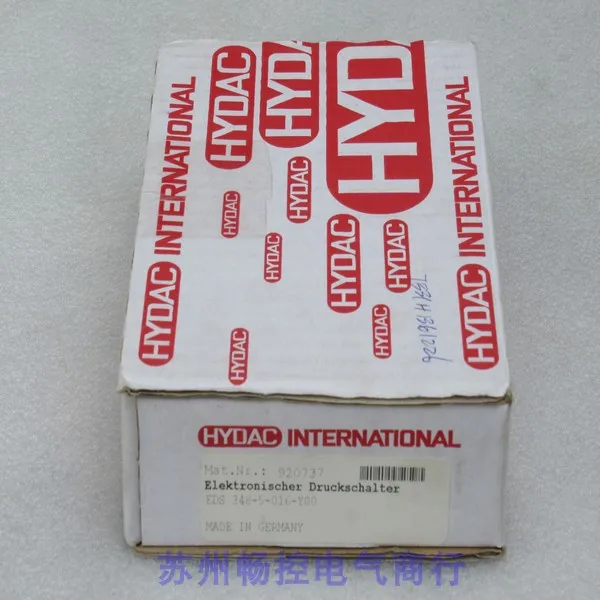 HYDAC INTERNATIONAL
HYDAC
HYDAC
HYD
HYDAC
HYDAC
HYDAC
HYDAC
HYDAC
HYDAC
HYDAC
HYDAC INTERNATIONAL
HYDAC INTERNATIONAL
Mat.Nr.: 920737
Elektronischer Druckschalter
EDS 348-5-016-Y00
MADE IN GERMANY
苏州畅控电气商行